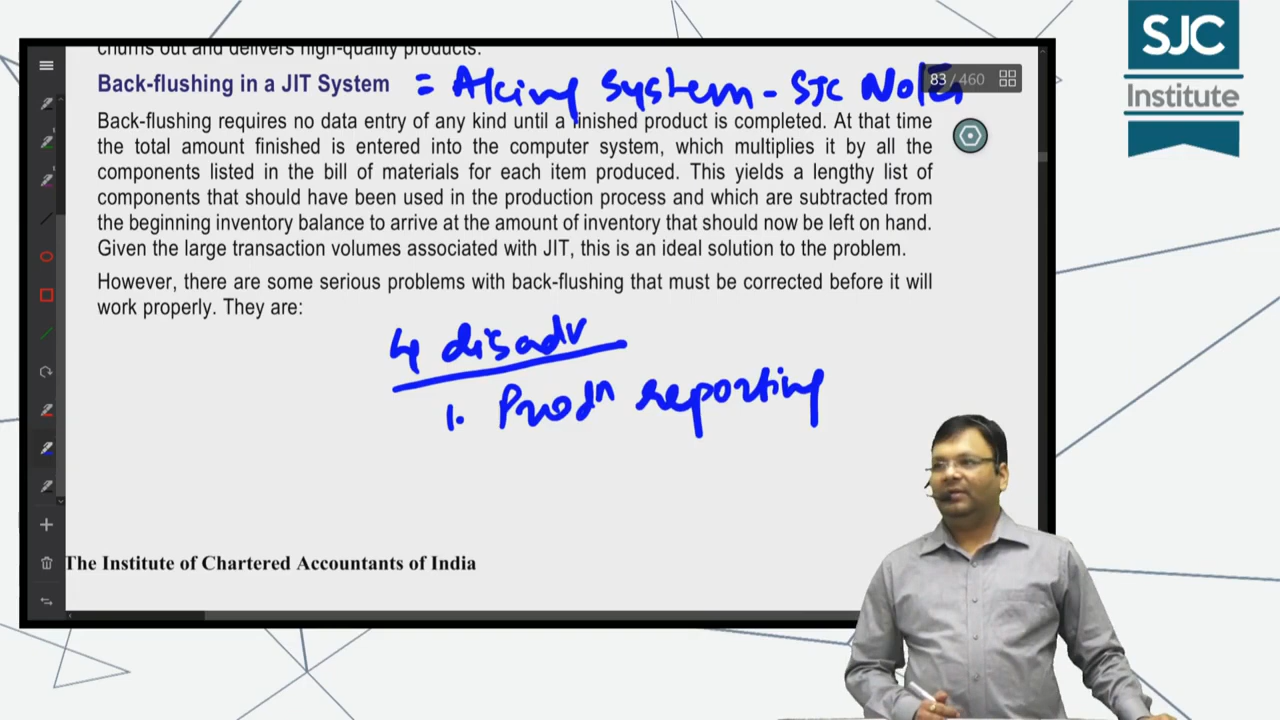 churns out and delivers high-quality products.
Back-flushing in a JIT System = A/cing System - SJC Notes
83 / 460
Back-flushing requires no data entry of any kind until a finished product is completed. At that time
the total amount finished is entered into the computer system, which multiplies it by all the
components listed in the bill of materials for each item produced. This yields a lengthy list of
components that should have been used in the production process and which are subtracted from
the beginning inventory balance to arrive at the amount of inventory that should now be left on hand.
Given the large transaction volumes associated with JIT, this is an ideal solution to the problem.
However, there are some serious problems with back-flushing that must be corrected before it will
work properly. They are:
4 disadv
1. Prodn reporting
The Institute of Chartered Accountants of India
SJC
Institute